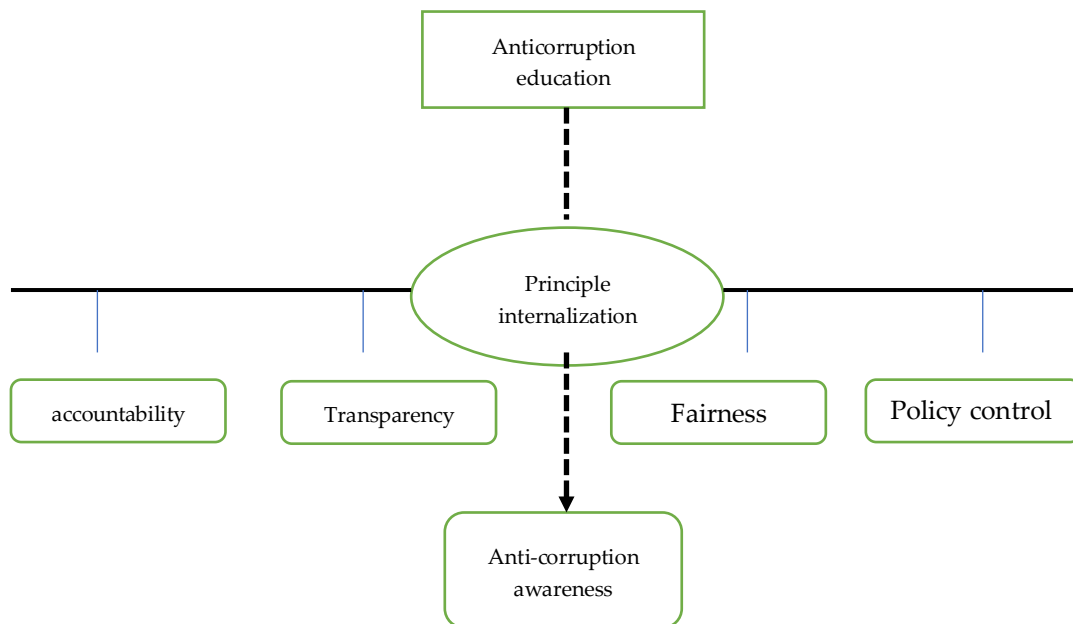 Anticorruption
education
Principle
internalization
accountability
Transparency
Fairness
Policy control
Anti-corruption
awareness